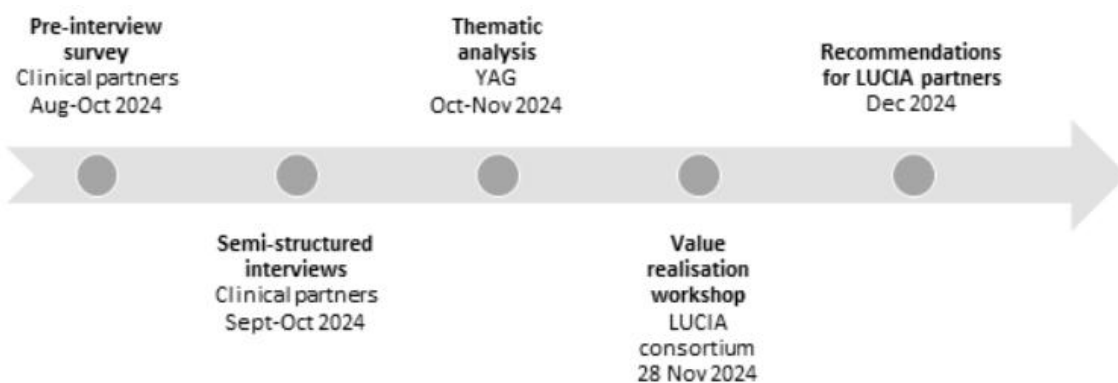 Pre-interview
survey
Clinical partners
Aug-Oct 2024
Semi-structured
interviews
Clinical partners
Sept-Oct 2024
Thematic
analysis
YAG
Oct-Nov 2024
Value
realisation
workshop
LUCIA
consortium
28 Nov 2024
Recommendations
for LUCIA partners
Dec 2024